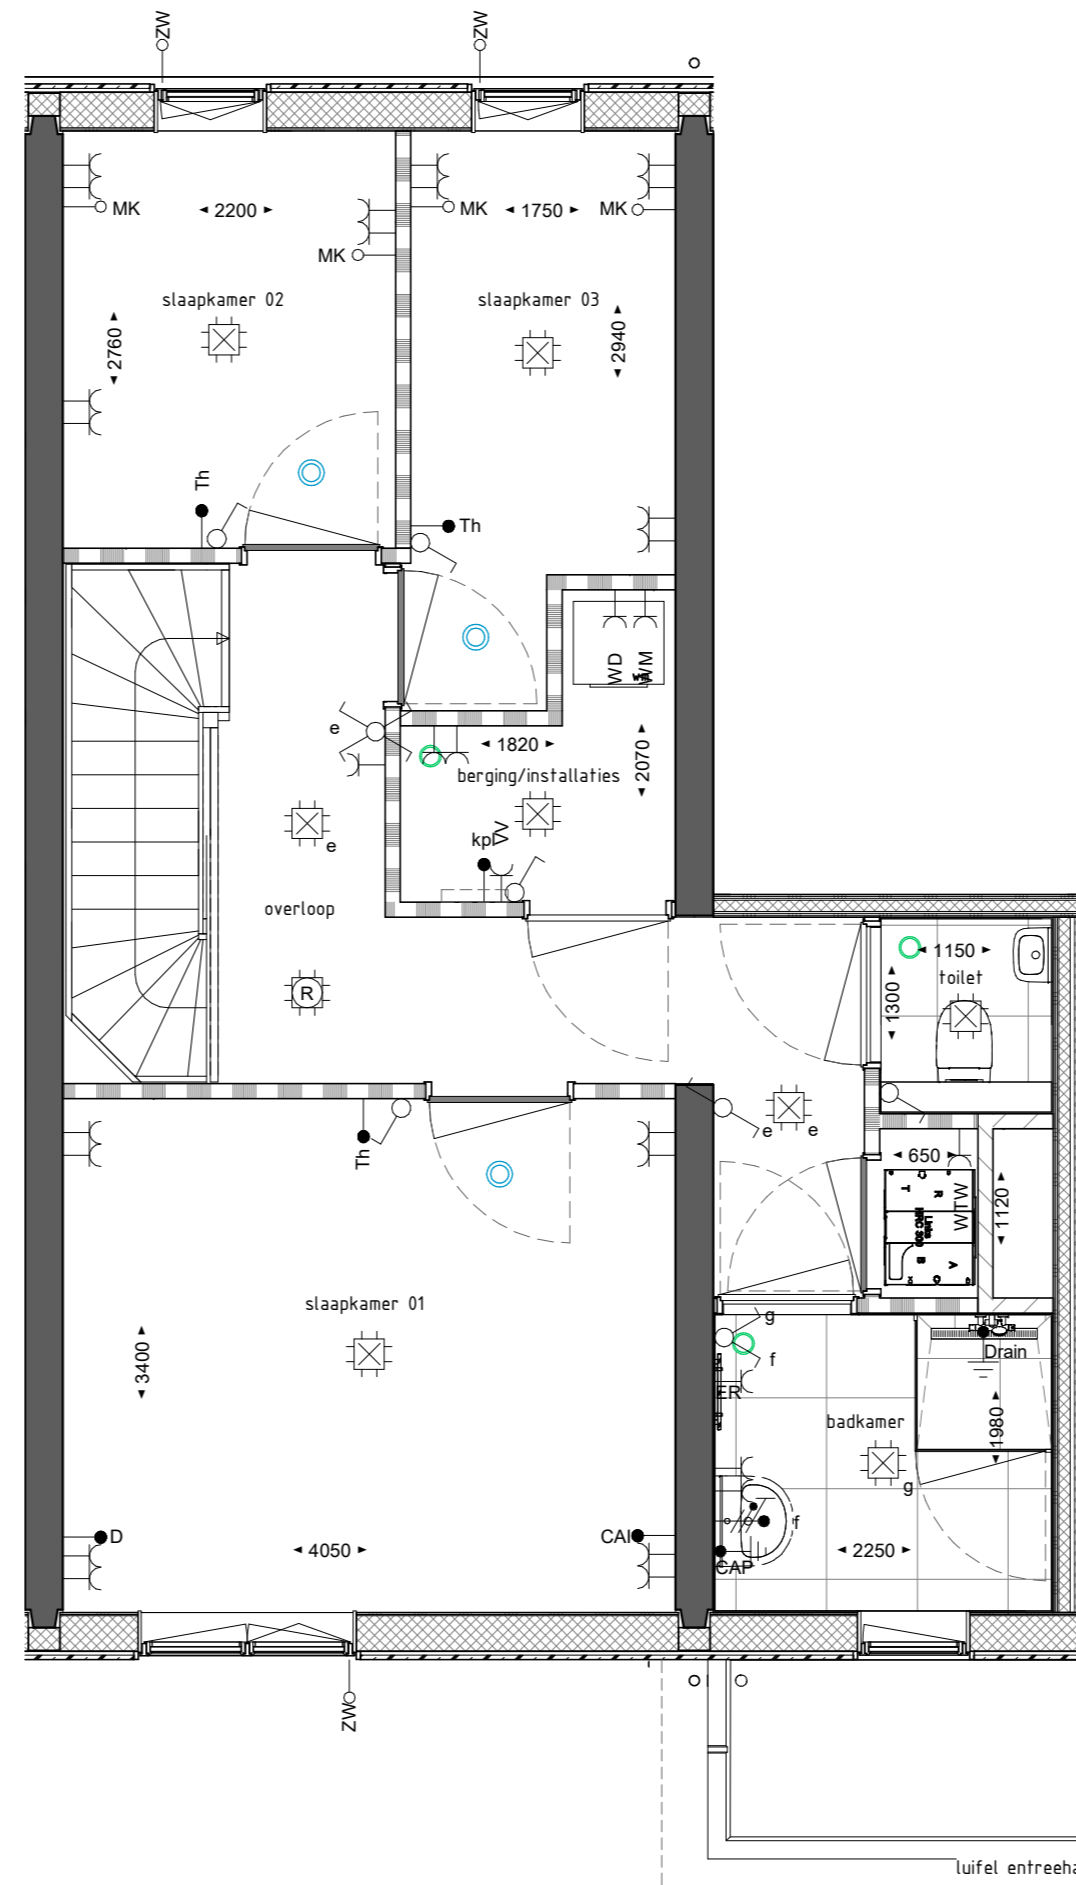 ZW
ZW
MK
2200
MK
1750
MK
MK
slaapkamer 02
slaapkamer 03
2760
2940
Th
Th
WD
WM
e
1820
2070
berging/installaties
kpl
e
overloop
R
1150
toilet
1300
e
e
Th
650
WTW
1120
T
R
B
A
slaapkamer 01
g
f
Drain
3400
ER
badkamer
1980
g
D
CAI
f
4050
2250
CAP
ZW
luifel entreeha